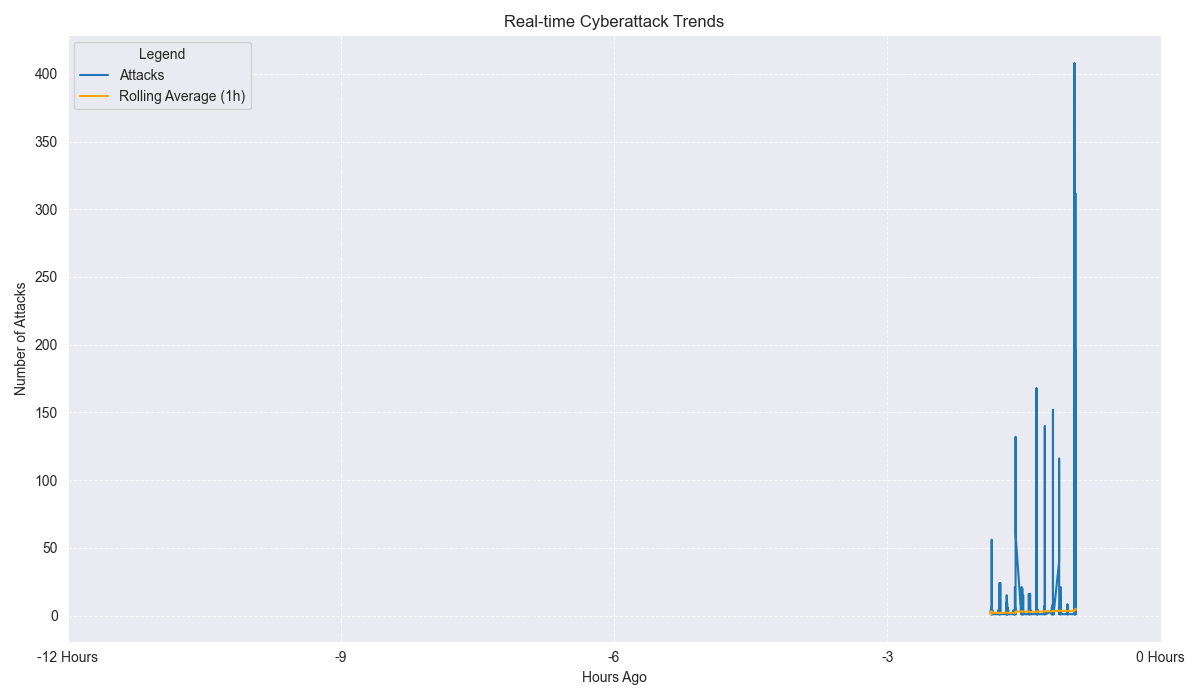 Real-time Cyberattack Trends
Legend
Attacks
Rolling Average (1h)
Number of Attacks
400
350
300
250
200
150
100
50
0
-12 Hours
-9
-6
-3
0 Hours
Hours Ago